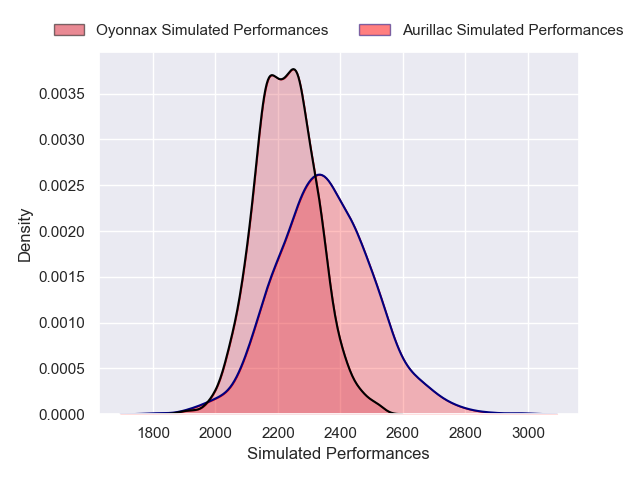 Oyonnax Simulated Performances
Aurillac Simulated Performances
Density
0.0035
0.0030
0.0025
0.0020
0.0015
0.0010
0.0005
0.0000
1800 2000 2200 2400 2600 2800 3000
Simulated Performances